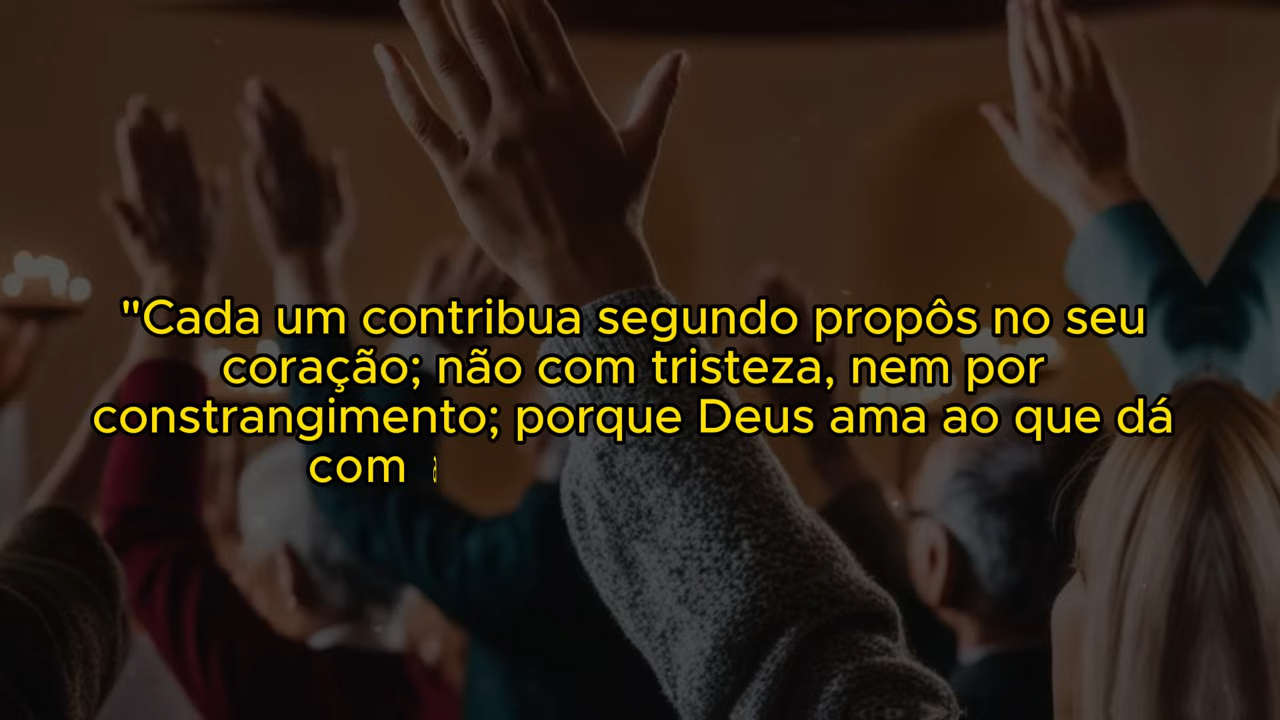 "Cada um contribua segundo propôs no seu
coração; não com tristeza, nem por
constrangimento; porque Deus ama ao que dá
com